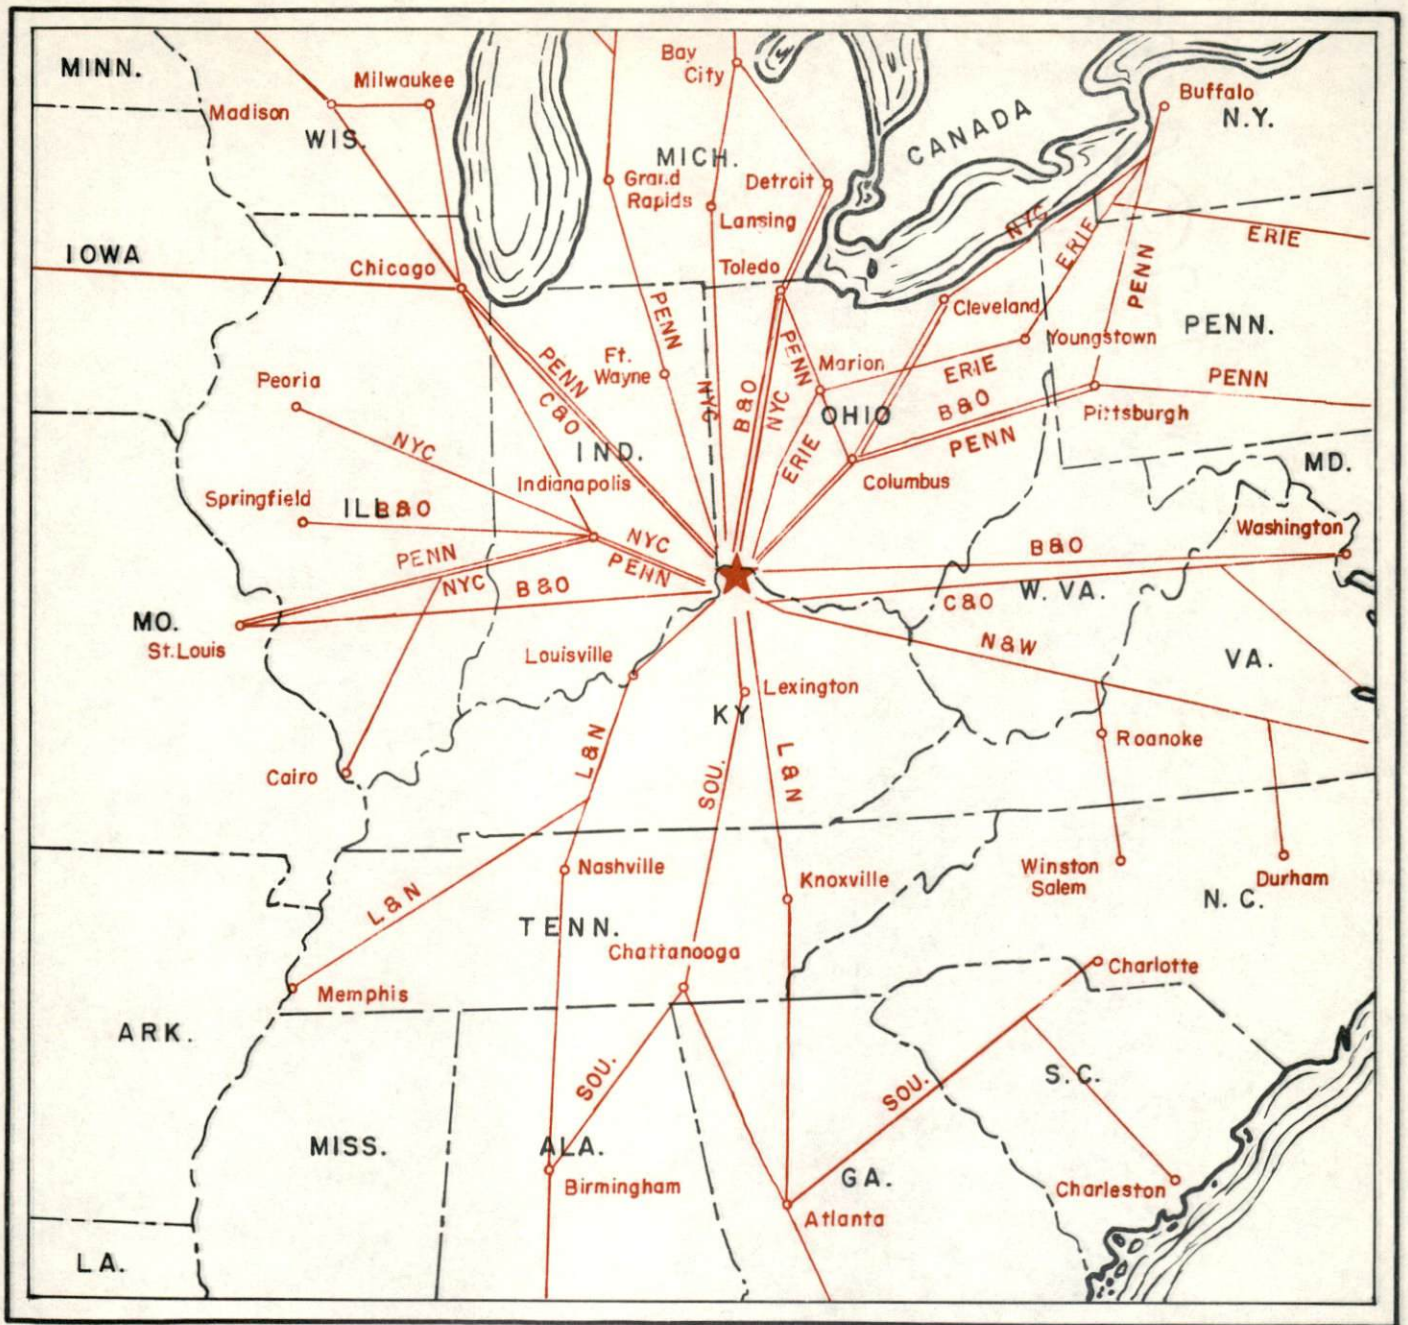 MINN.
Madison
Milwaukee
WIS.
Bay
City
MICH.
Grand
Rapids
Lansing
Detroit
CANADA
Buffalo
N.Y.
IOWA
Chicago
Toledo
NYC
ERIE
PENN
ERIE
Cleveland
Youngstown
PENN.
Peoria
PENN
C&O
Ft.
Wayne
PENN
NYC
B&O
NYC
PENN
Marion
ERIE
OHIO
B&O
PENN
ERIE
Pittsburgh
PENN
MD.
NYC
IND.
Indianapolis
Columbus
Springfield
ILL.
B&O
Washington
PENN
NYC
B&O
NYC
PENN
B&O
C&O
W. VA.
MO.
St.Louis
N&W
VA.
Louisville
Lexington
KY
Cairo
L&N
SOU.
L&N
Roanoke
Nashville
Knoxville
Winston
Salem
Durham
N. C.
L&N
TENN.
Chattanooga
Charlotte
Memphis
ARK.
SOU.
SOU.
S. C.
MISS.
ALA.
Birmingham
GA.
Atlanta
Charleston
LA.